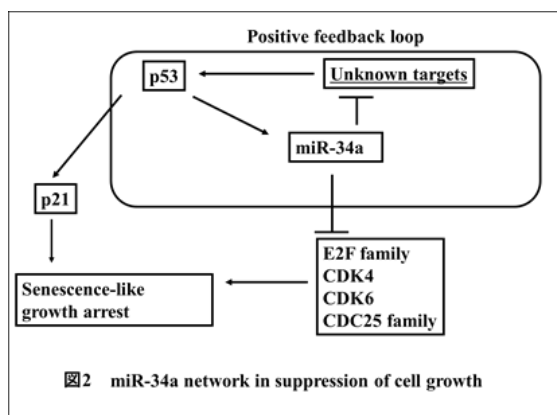 Positive feedback loop
p53
Unknown targets
miR-34a
p21
E2F family
CDK4
CDK6
CDC25 family
Senescence-like
growth arrest
図2 miR-34a network in suppression of cell growth